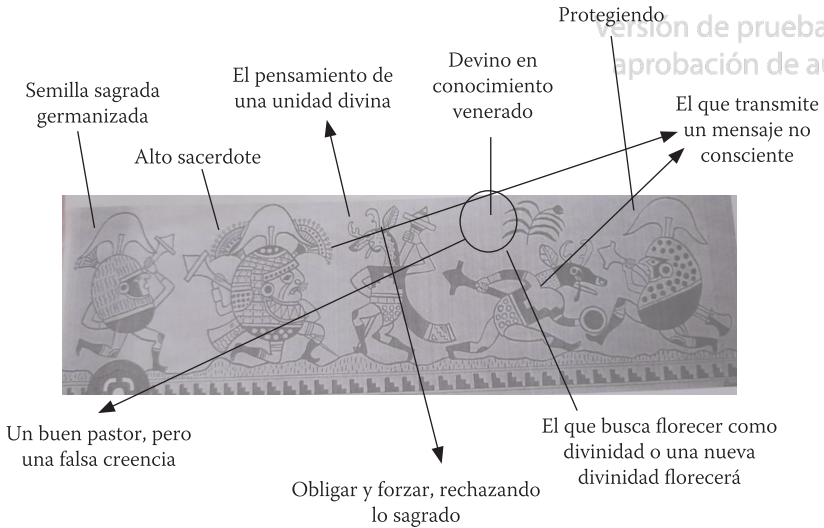 Protegiendo
versión de prueba
aprobación de au
Semilla sagrada
germanizada
El pensamiento de
una unidad divina
Devino en
conocimiento
venerado
El que transmite
un mensaje no
consciente
Alto sacerdote
Un buen pastor, pero
una falsa creencia
Obligar y forzar, rechazando
lo sagrado
El que busca florecer como
divinidad o una nueva
divinidad florecerá